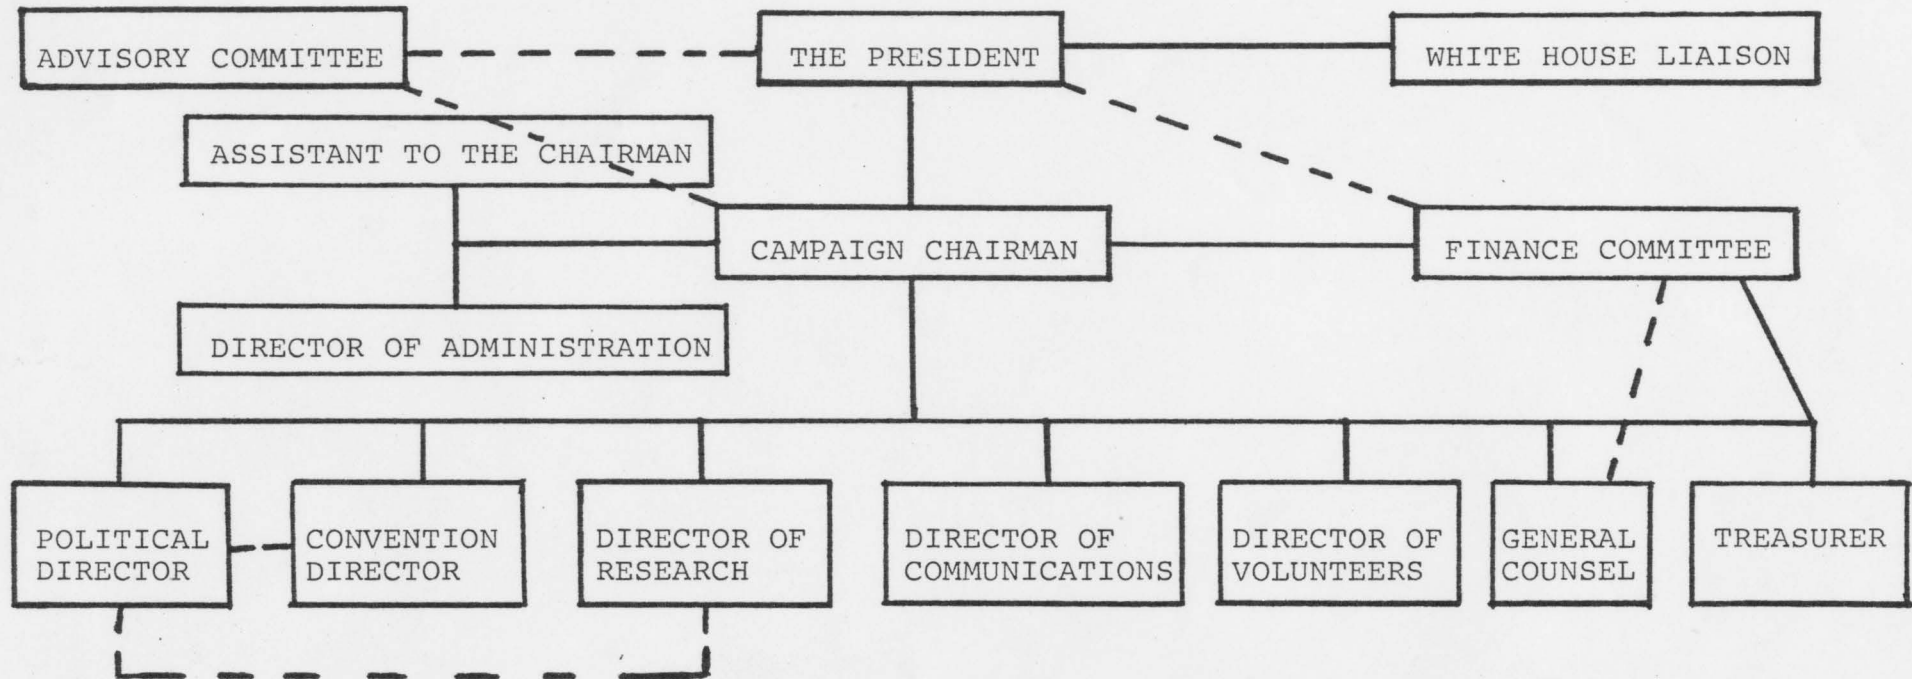 ADVISORY COMMITTEE
THE PRESIDENT
WHITE HOUSE LIAISON
ASSISTANT TO THE CHAIRMAN
CAMPAIGN CHAIRMAN
FINANCE COMMITTEE
DIRECTOR OF ADMINISTRATION
POLITICAL
DIRECTOR
CONVENTION
DIRECTOR
DIRECTOR OF
RESEARCH
DIRECTOR OF
COMMUNICATIONS
DIRECTOR OF
VOLUNTEERS
GENERAL
COUNSEL
TREASURER